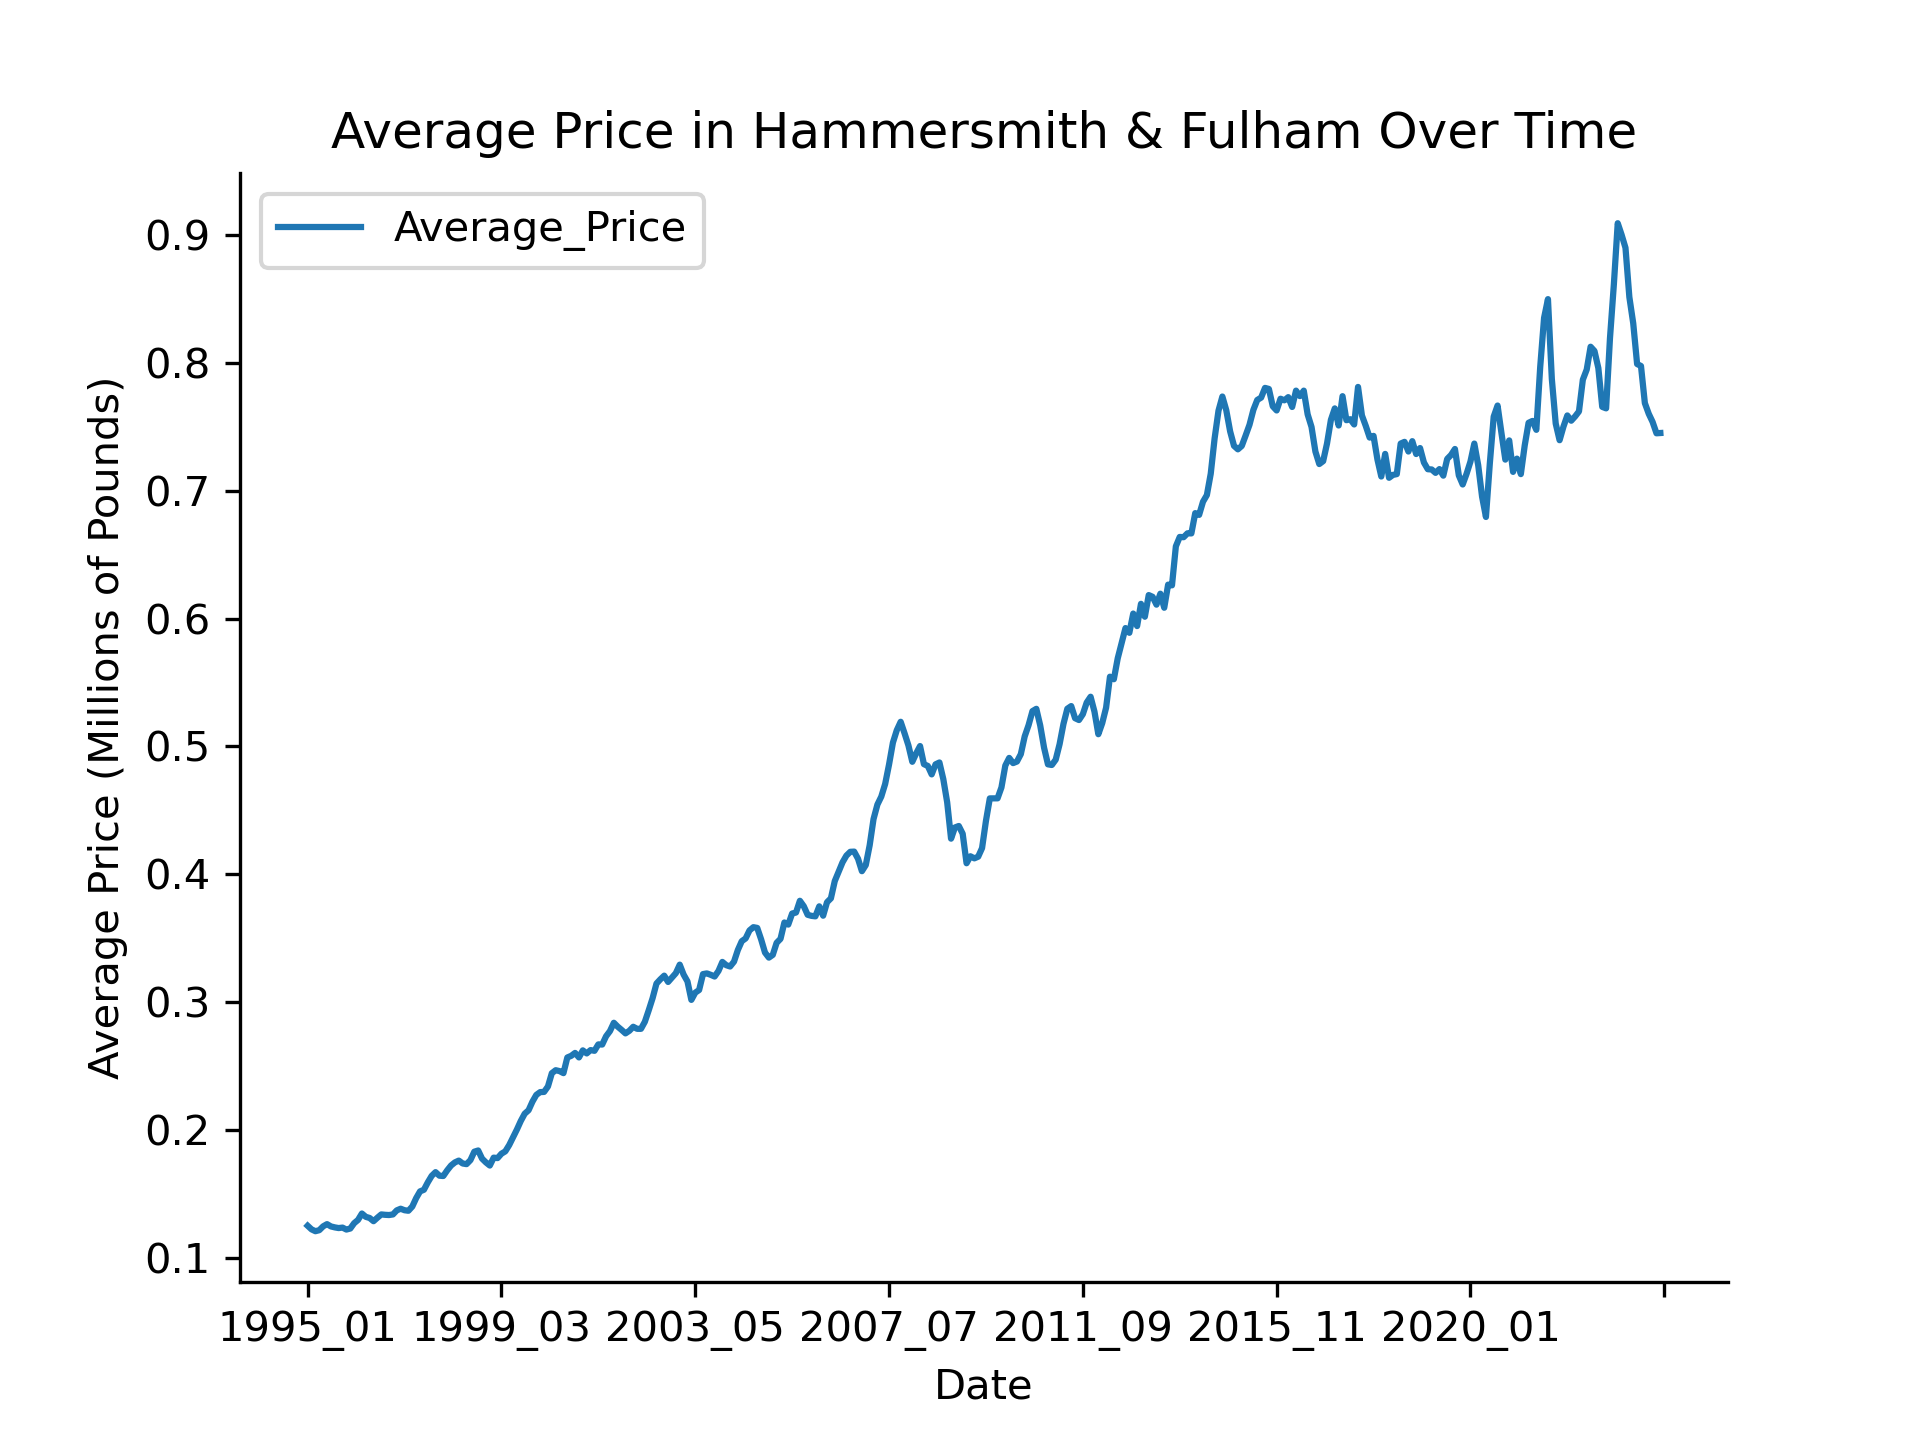 Average Price in Hammersmith & Fulham Over Time
Average_Price
Average Price (Millions of Pounds)
0.9
0.8
0.7
0.6
0.5
0.4
0.3
0.2
0.1
1995_01 1999_03 2003_05 2007_07 2011_09 2015_11 2020_01
Date